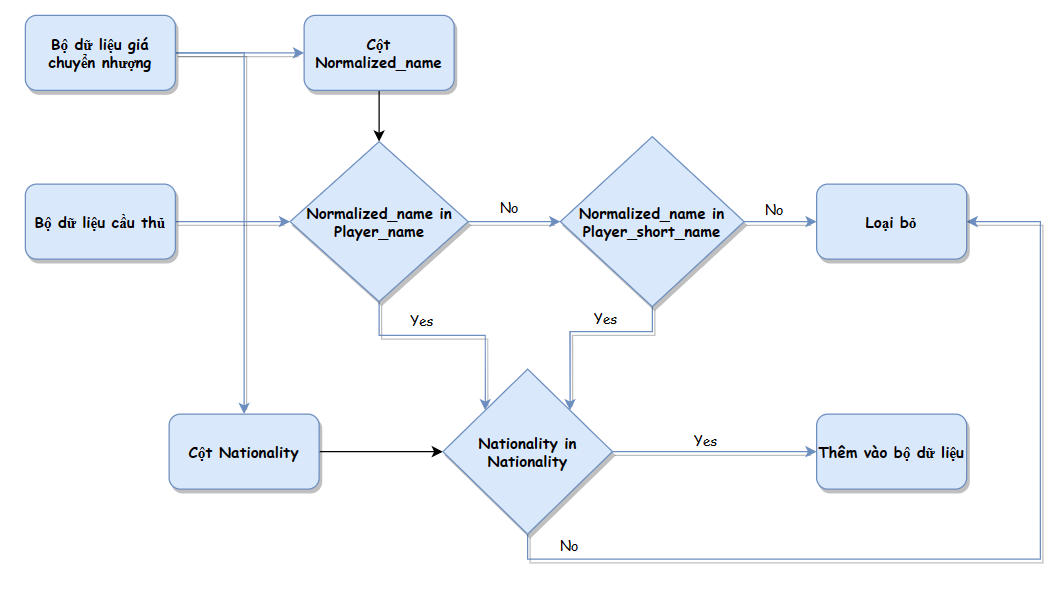 Bộ dữ liệu giá
chuyển nhượng
Cột
Normalized_name
Bộ dữ liệu cầu thủ
Normalized_name in
Player_name
No
Normalized_name in
Player_short_name
No
Loại bỏ
Yes
Yes
Cột Nationality
Nationality in
Nationality
Yes
Thêm vào bộ dữ liệu
No